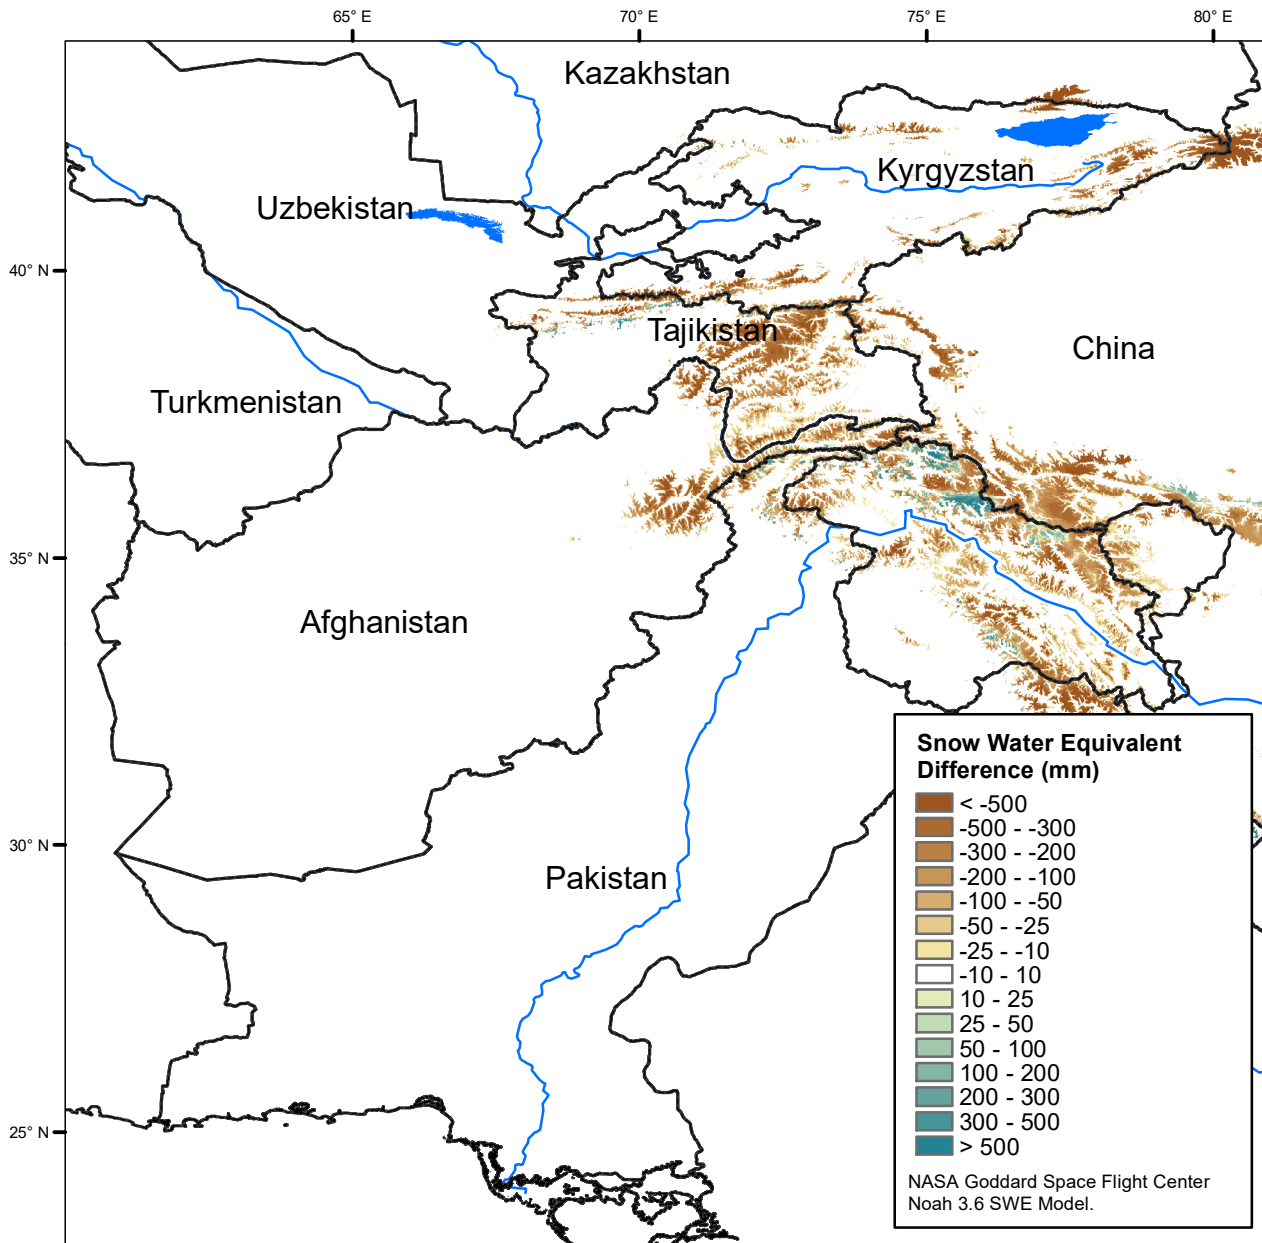 65° E
70° E
75° E
80° E
Kazakhstan
Kyrgyzstan
Uzbekistan
40° N
Tajikistan
China
Turkmenistan
35° N
Afghanistan
30° N
Pakistan
25° N
Snow Water Equivalent
Difference (mm)
< -500
-500 - -300
-300 - -200
-200 - -100
-100 - -50
-50 - -25
-25 - -10
-10 - 10
10 - 25
25 - 50
50 - 100
100 - 200
200 - 300
300 - 500
> 500
NASA Goddard Space Flight Center
Noah 3.6 SWE Model.